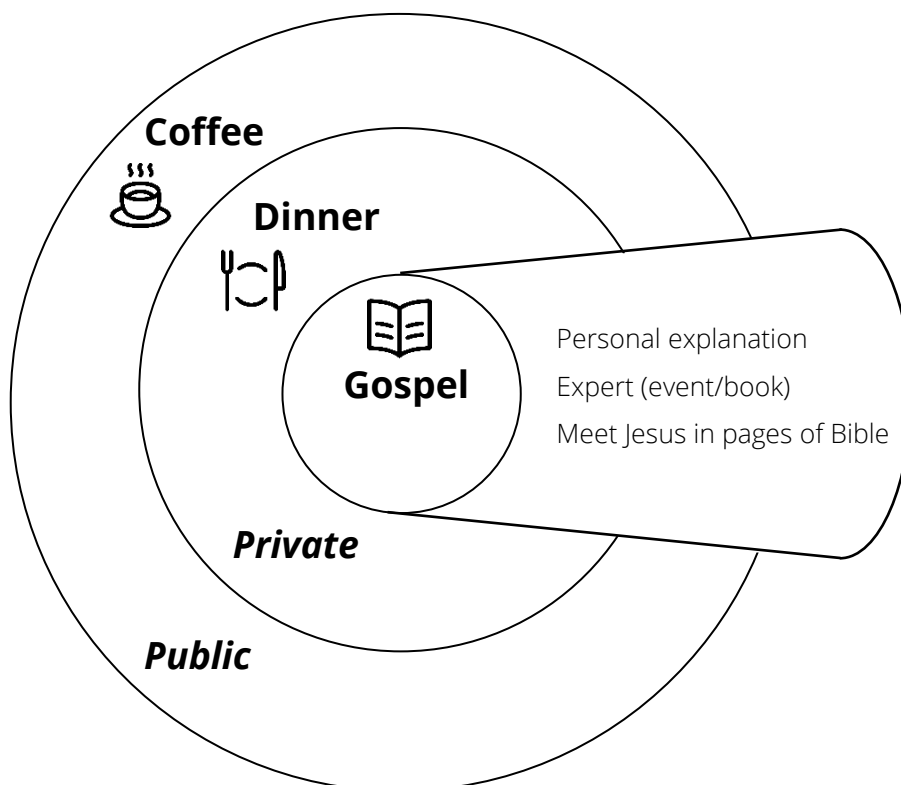 Coffee
Dinner
Gospel
Personal explanation
Expert (event/book)
Meet Jesus in pages of Bible
Private
Public